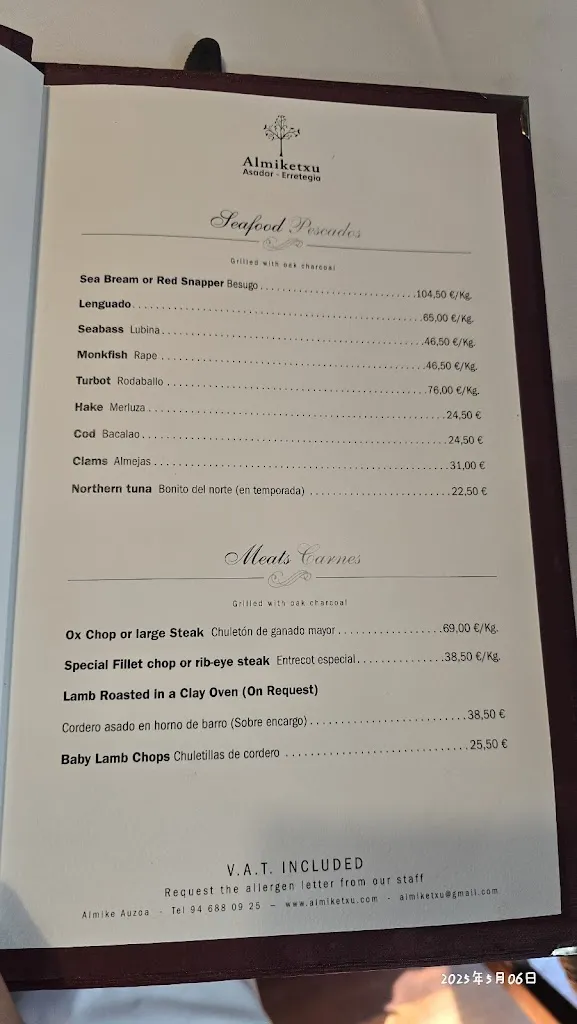 Almiketxu
Asador - Erretegia
Seafood Pescados
Grilled with oak charcoal
Sea Bream or Red Snapper Besugo 104,50 €/Kg.
Lenguado 65,00 €/Kg.
Seabass Lubina 46,50 €/Kg.
Monkfish Rape 46,50 €/Kg.
Turbot Rodaballo 76,00 €/Kg.
Hake Merluza 24,50 €
Cod Bacalao 24,50 €
Clams Almejas 31,00 €
Northern tuna Bonito del norte (en temporada) 22,50 €
Meats Carnes
Grilled with oak charcoal
Ox Chop or large Steak Chuletón de ganado mayor 69,00 €/Kg.
Special Fillet chop or rib-eye steak Entrecot especial 38,50 €/Kg.
Lamb Roasted in a Clay Oven (On Request)
Cordero asado en horno de barro (Sobre encargo) 38,50 €
Baby Lamb Chops Chuletillas de cordero 25,50 €
V.A.T. INCLUDED
Request the allergen letter from our staff
Almike Auzoa - Tel 94 688 09 25 – www.almiketxu.com - almiketxu@gmail.com
2025年5月06日